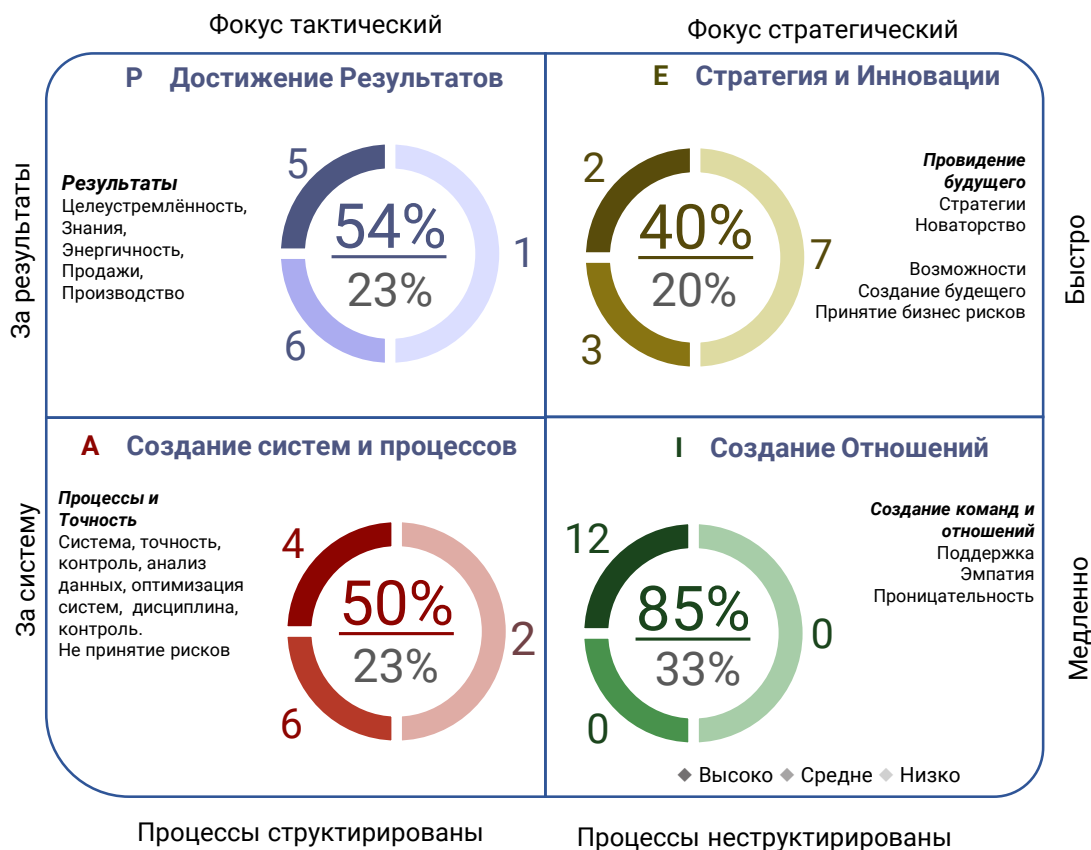 Фокус тактический
Фокус стратегический
P Достижение Результатов
E Стратегия и Инновации
За результаты
Результаты
Целеустремлённость,
Знания,
Энергичность,
Продажи,
Производство
5
54%
23%
1
6
2
40%
20%
7
3
Провидение
будущего
Стратегии
Новаторство
Возможности
Создание будещего
Принятие бизнес рисков
Быстро
A Создание систем и процессов
I Создание Отношений
За систему
Процессы и
Точность
Система, точность,
контроль, анализ
данных, оптимизация
систем, дисциплина,
контроль.
Не принятие рисков
4
50%
23%
2
6
12
85%
33%
0
0
Создание команд и
отношений
Поддержка
Эмпатия
Проницательность
Медленно
Высоко Средне Низко
Процессы структирированы
Процессы неструктирированы